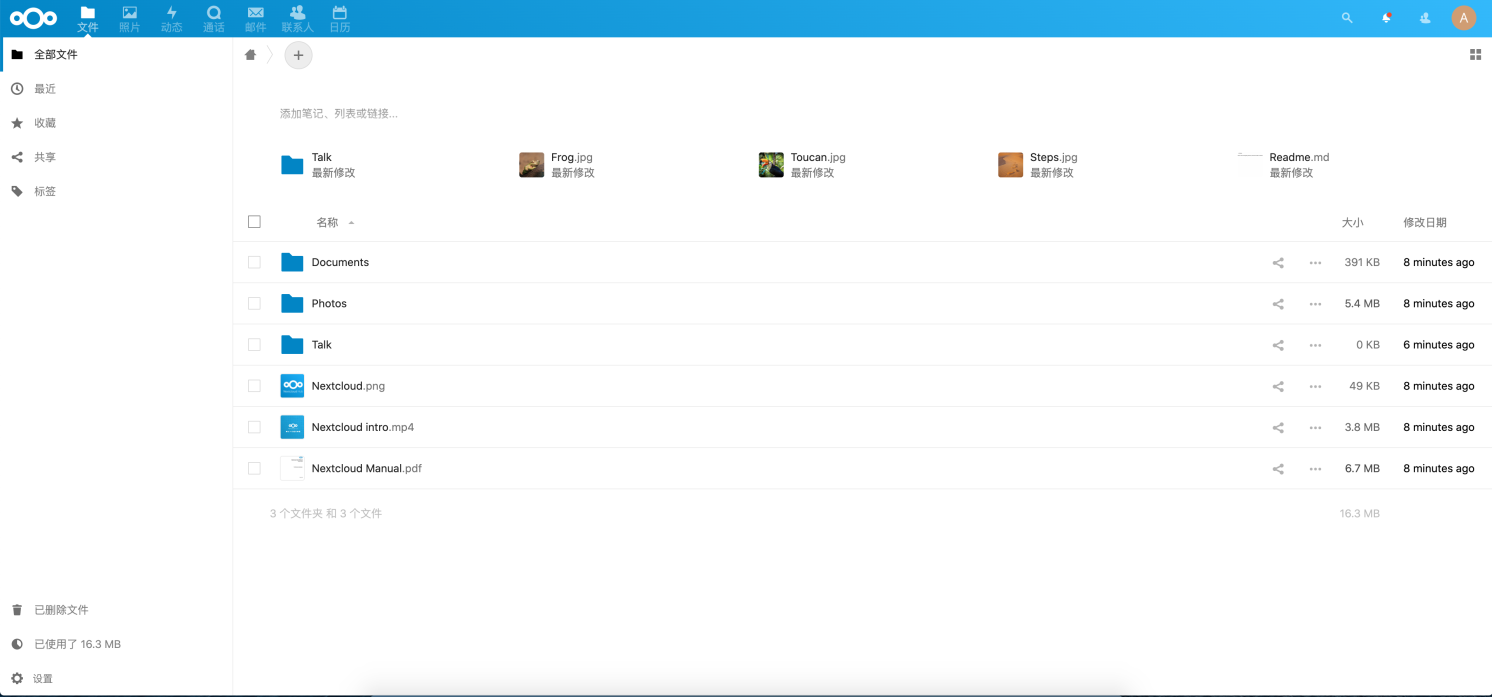 文件 照片 动态 通话 邮件 联系人 日历
A
全部文件
最近
收藏
共享
标签
已删除文件
已使用了 16.3 MB
设置
添加笔记、列表或链接...
Talk
最新修改
Frog.jpg
最新修改
Toucan.jpg
最新修改
Steps.jpg
最新修改
Readme.md
最新修改
名称 大小 修改日期
Documents 391 KB 8 minutes ago
Photos 5.4 MB 8 minutes ago
Talk 0 KB 6 minutes ago
Nextcloud.png 49 KB 8 minutes ago
Nextcloud intro.mp4 3.8 MB 8 minutes ago
Nextcloud Manual.pdf 6.7 MB 8 minutes ago
3 个文件夹 和 3 个文件 16.3 MB